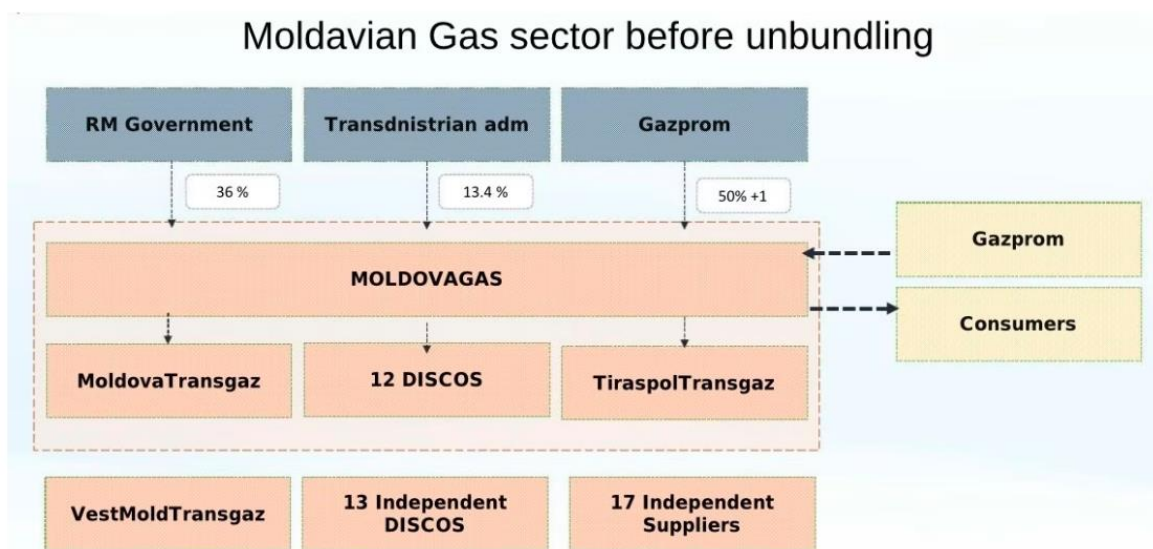 Moldavian Gas sector before unbundling
RM Government
Transdnistrian adm
Gazprom
36 %
13.4 %
50% +1
Gazprom
MOLDOVAGAS
Consumers
MoldovaTransgaz
12 DISCOS
TiraspolTransgaz
VestMoldTransgaz
13 Independent
DISCOS
17 Independent
Suppliers